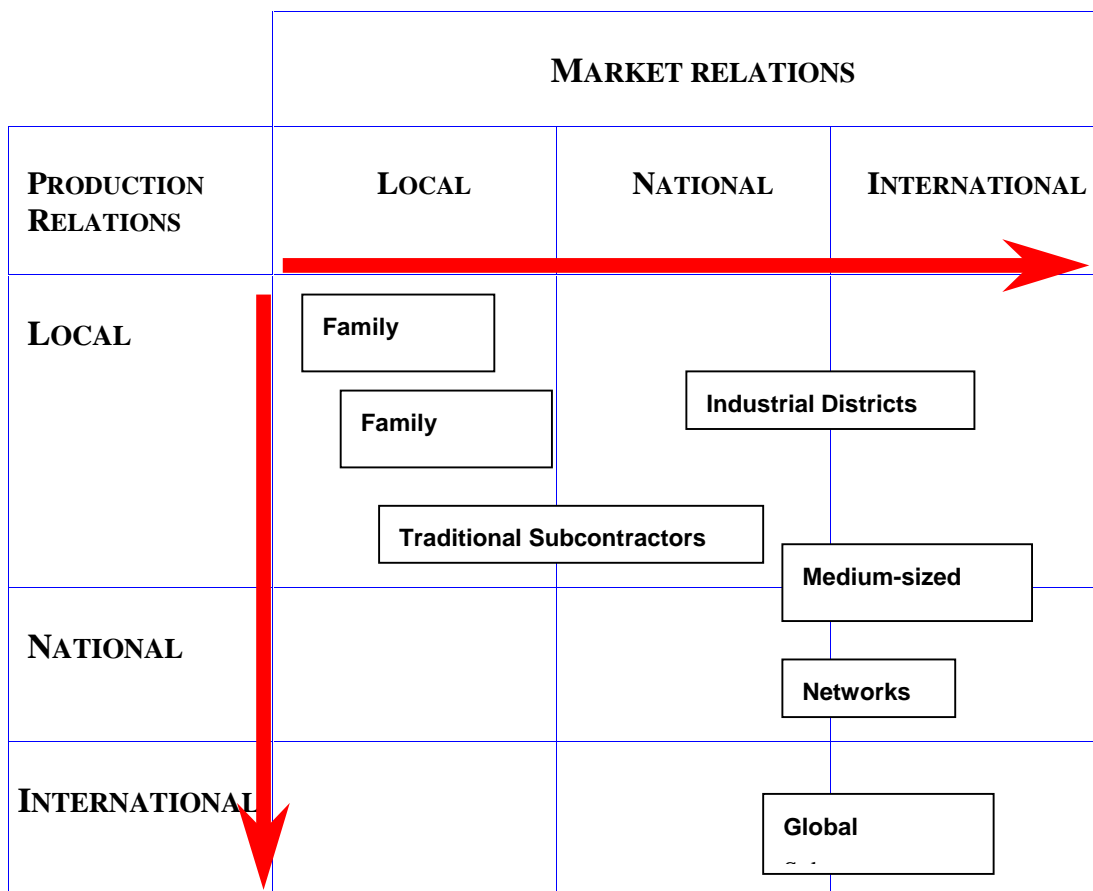 MARKET RELATIONS
PRODUCTION
RELATIONS
LOCAL
NATIONAL
INTERNATIONAL
LOCAL
Family
Family
Industrial Districts
Traditional Subcontractors
Medium-sized
NATIONAL
Networks
INTERNATIONAL
Global